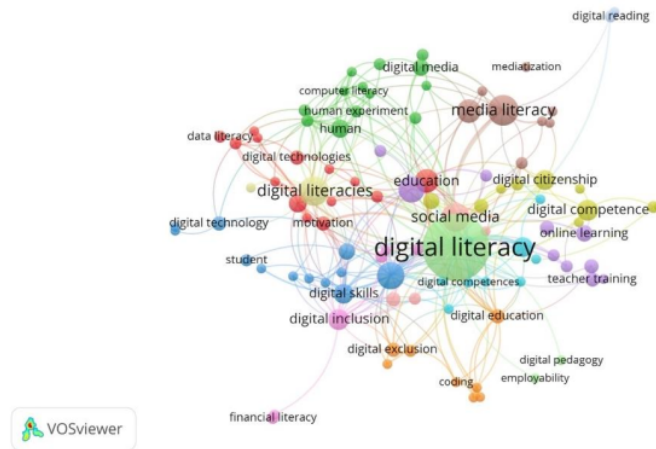 digital reading
digital media
mediatization
computer literacy
human experiment
media literacy
human
data literacy
digital technologies
education
digital citizenship
digital literacies
social media
digital competence
digital technology
motivation
online learning
digital literacy
student
digital skills
digital competences
teacher training
digital inclusion
digital education
digital exclusion
digital pedagogy
coding
employability
financial literacy
VOSviewer